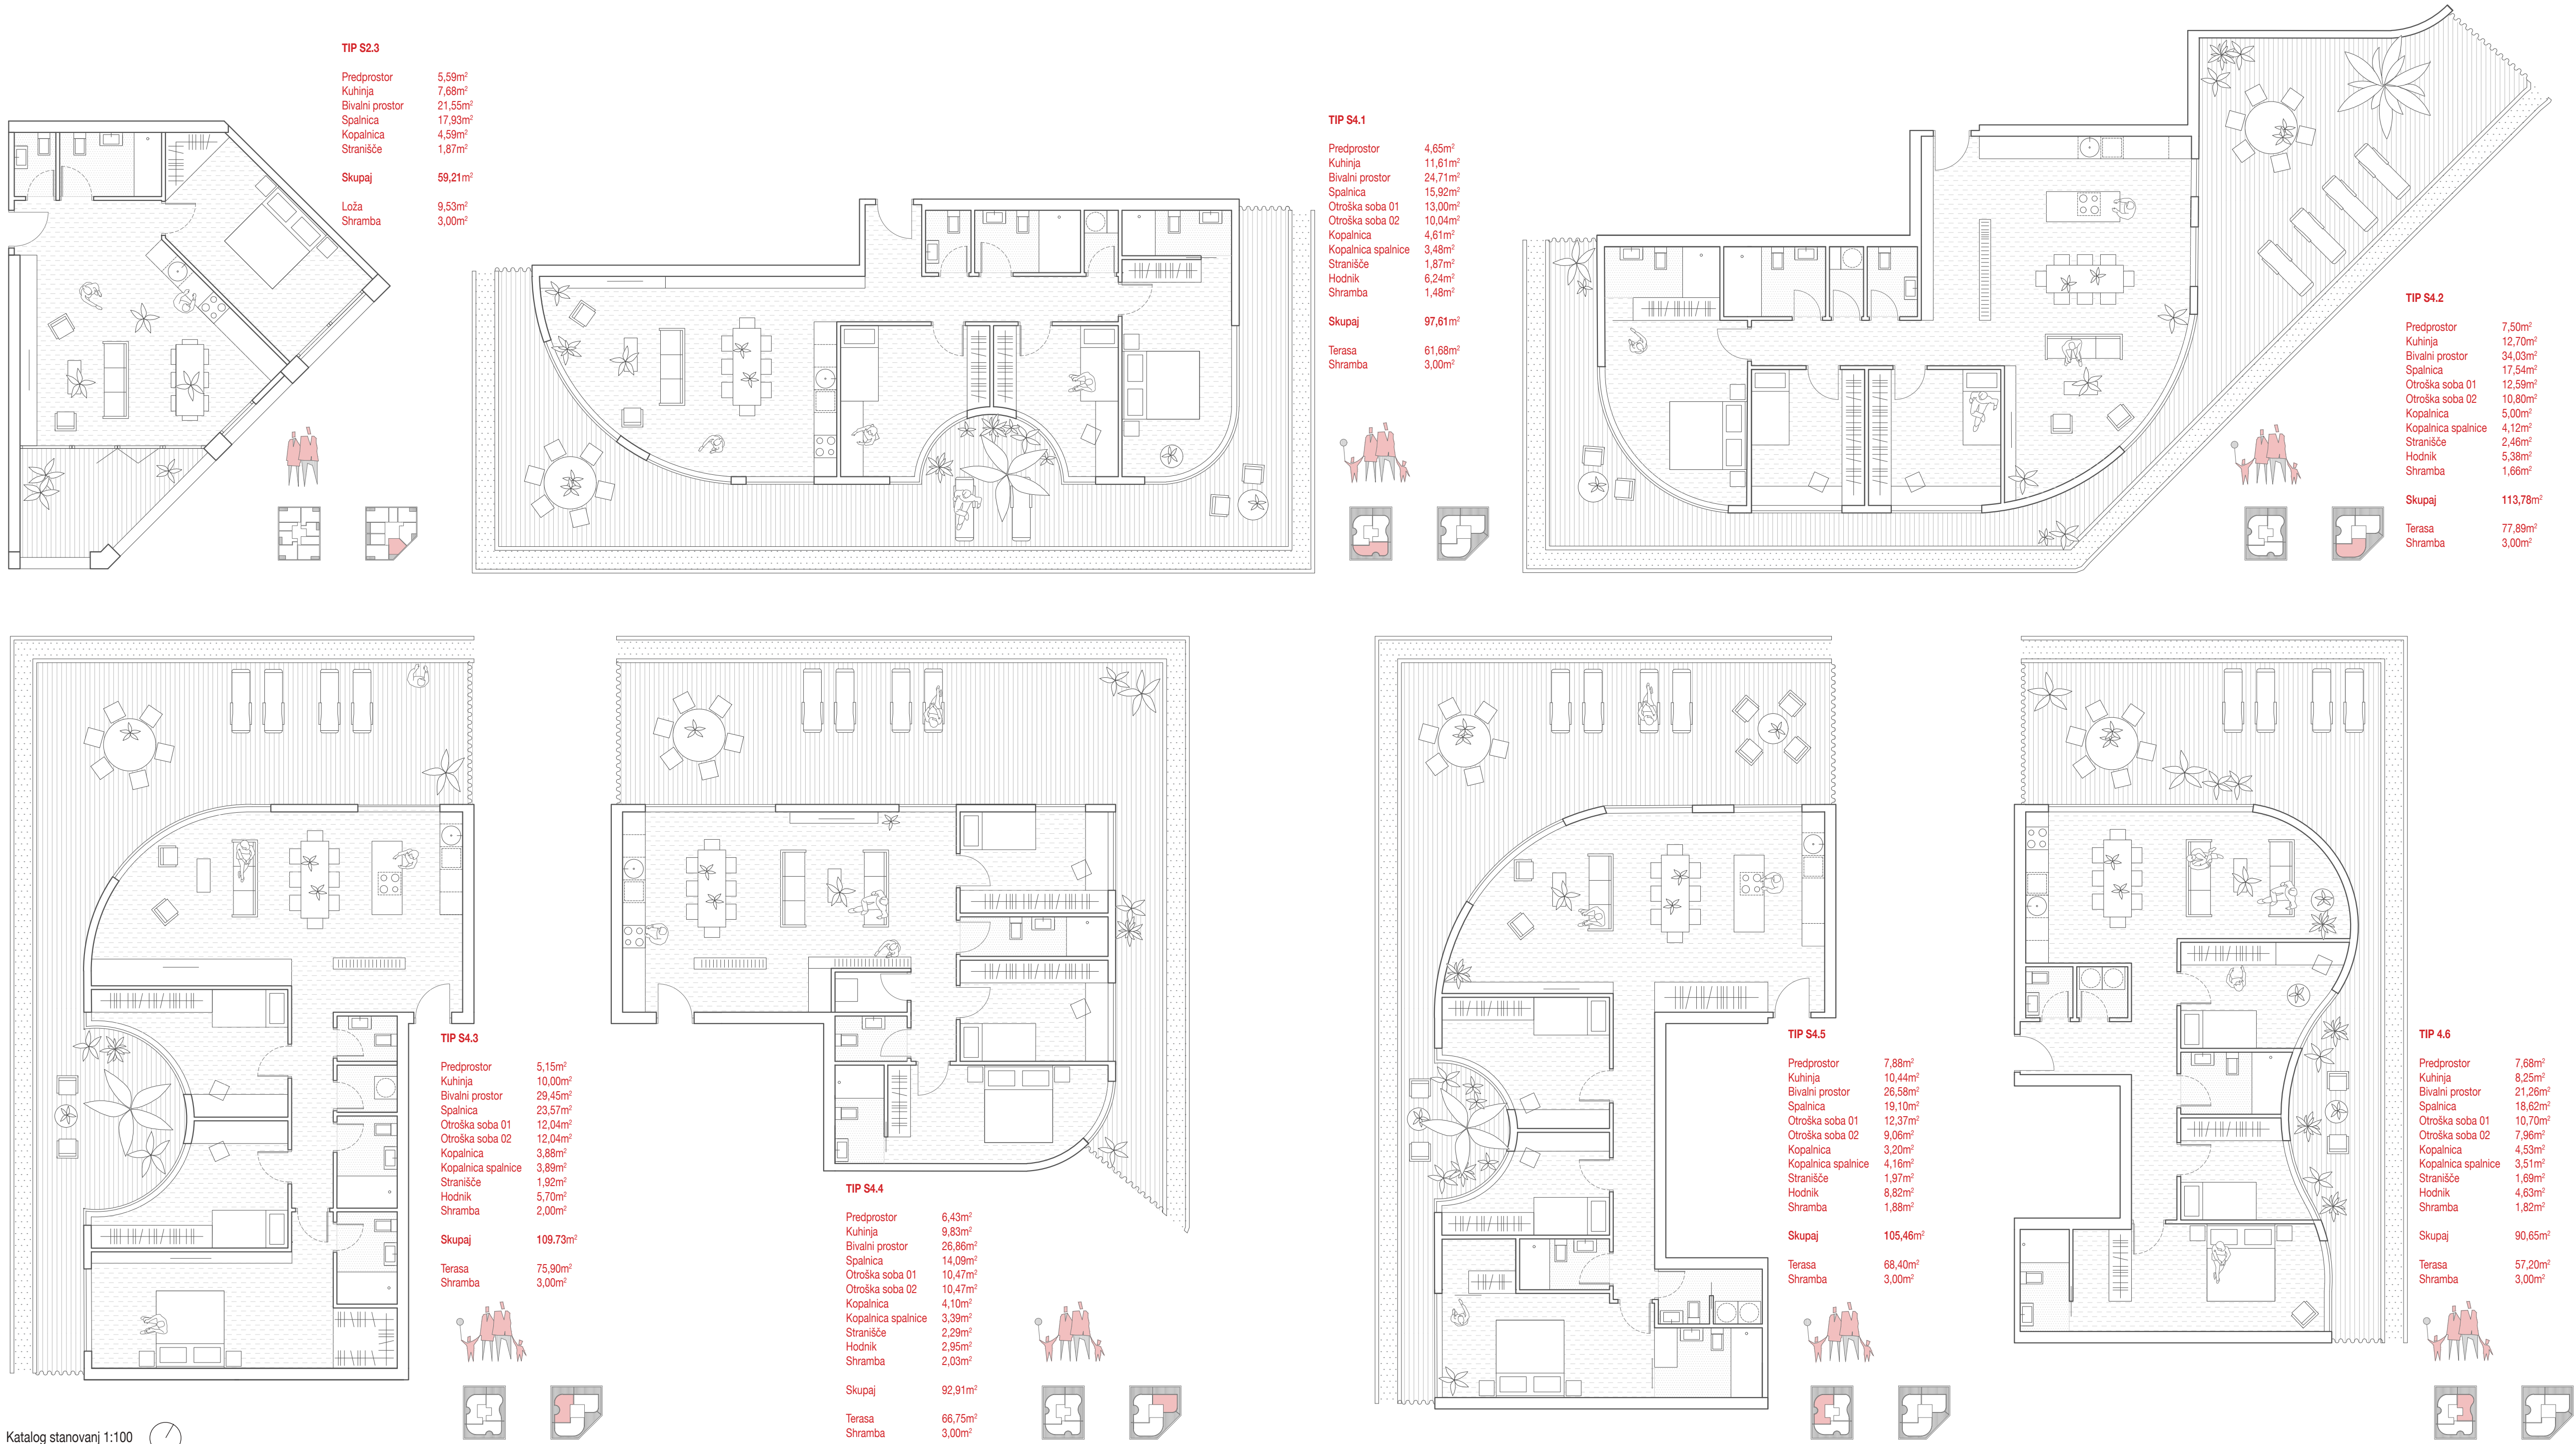 TIP S2.3
Predprostor 5,59m²
Kuhinja 7,68m²
Bivalni prostor 21,55m²
Spalnica 17,93m²
Kopalnica 4,59m²
Stranišče 1,87m²
Skupaj 59,21m²
Loža 9,53m²
Shramba 3,00m²
TIP S4.1
Predprostor 4,65m²
Kuhinja 11,61m²
Bivalni prostor 24,71m²
Spalnica 15,92m²
Otroška soba 01 13,00m²
Otroška soba 02 10,04m²
Kopalnica 4,61m²
Kopalnica spalnice 3,48m²
Stranišče 1,87m²
Hodnik 6,24m²
Shramba 1,48m²
Skupaj 97,61m²
Terasa 61,68m²
Shramba 3,00m²
TIP S4.2
Predprostor 7,50m²
Kuhinja 12,70m²
Bivalni prostor 34,03m²
Spalnica 17,54m²
Otroška soba 01 12,59m²
Otroška soba 02 10,80m²
Kopalnica 5,00m²
Kopalnica spalnice 4,12m²
Stranišče 2,46m²
Hodnik 5,38m²
Shramba 1,66m²
Skupaj 113,78m²
Terasa 77,89m²
Shramba 3,00m²
TIP S4.3
Predprostor 5,15m²
Kuhinja 10,00m²
Bivalni prostor 29,45m²
Spalnica 23,57m²
Otroška soba 01 12,04m²
Otroška soba 02 12,04m²
Kopalnica 3,88m²
Kopalnica spalnice 3,89m²
Stranišče 1,92m²
Hodnik 5,70m²
Shramba 2,00m²
Skupaj 109.73m²
Terasa 75,90m²
Shramba 3,00m²
TIP S4.4
Predprostor 6,43m²
Kuhinja 9,83m²
Bivalni prostor 26,86m²
Spalnica 14,09m²
Otroška soba 01 10,47m²
Otroška soba 02 10,47m²
Kopalnica 4,10m²
Kopalnica spalnice 3,39m²
Stranišče 2,29m²
Hodnik 2,95m²
Shramba 2,03m²
Skupaj 92,91m²
Terasa 66,75m²
Shramba 3,00m²
TIP S4.5
Predprostor 7,88m²
Kuhinja 10,44m²
Bivalni prostor 26,58m²
Spalnica 19,10m²
Otroška soba 01 12,37m²
Otroška soba 02 9,06m²
Kopalnica 3,20m²
Kopalnica spalnice 4,16m²
Stranišče 1,97m²
Hodnik 8,82m²
Shramba 1,88m²
Skupaj 105,46m²
Terasa 68,40m²
Shramba 3,00m²
TIP 4.6
Predprostor 7,68m²
Kuhinja 8,25m²
Bivalni prostor 21,26m²
Spalnica 18,62m²
Otroška soba 01 10,70m²
Otroška soba 02 7,96m²
Kopalnica 4,53m²
Kopalnica spalnice 3,51m²
Stranišče 1,69m²
Hodnik 4,63m²
Shramba 1,82m²
Skupaj 90,65m²
Terasa 57,20m²
Shramba 3,00m²
Katalog stanovanj 1:100